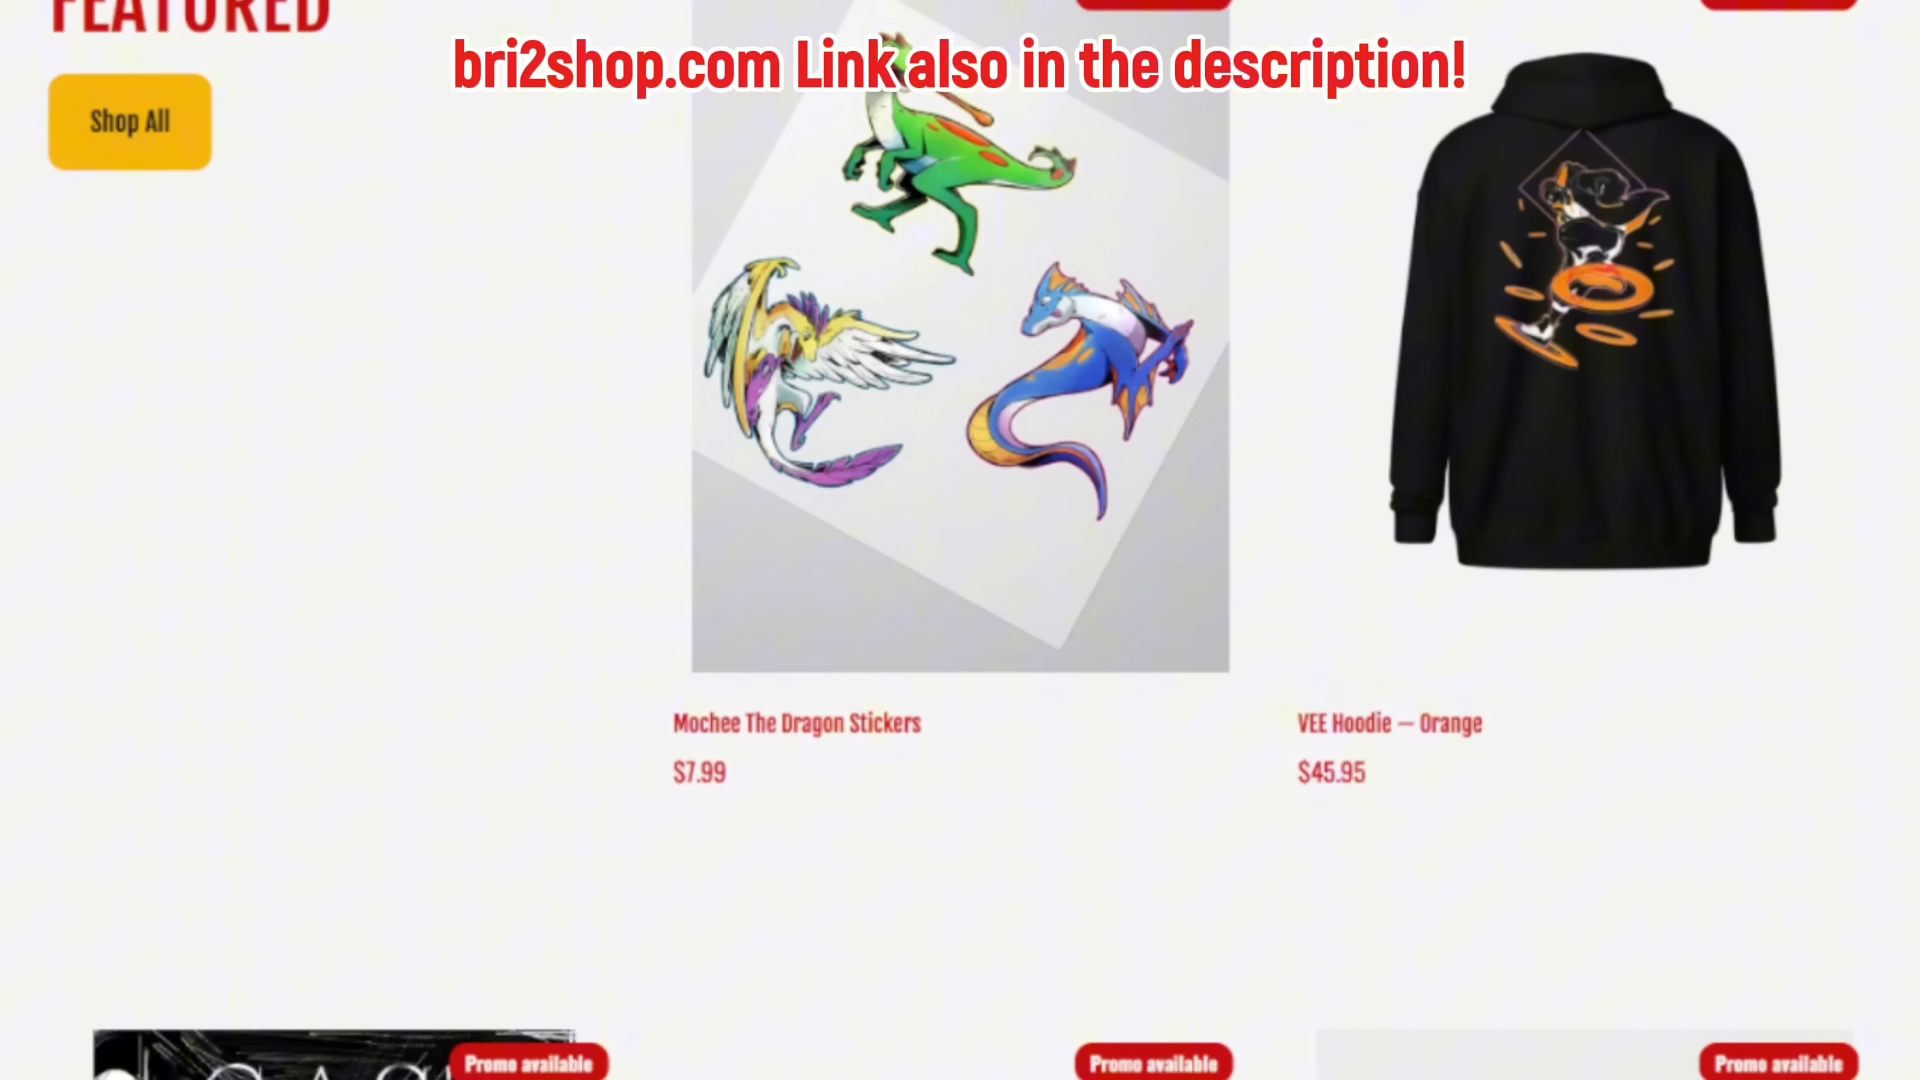 FEATURED
bri2shop.com Link also in the description!
Shop All
Mochee The Dragon Stickers
$7.99
VEE Hoodie — Orange
$45.95
Promo available
Promo available
Promo available